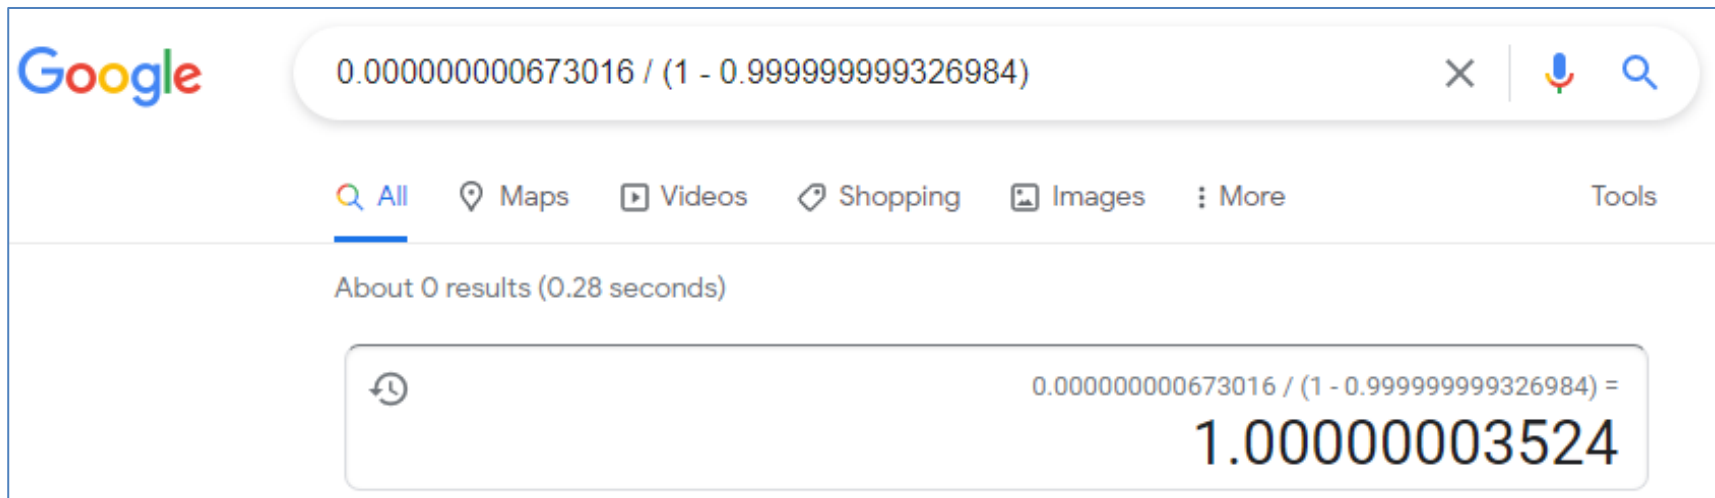 Google
0.000000000673016 / (1 - 0.999999999326984)
All Maps Videos Shopping Images More Tools
About 0 results (0.28 seconds)
0.000000000673016 / (1 - 0.999999999326984) =
1.00000003524